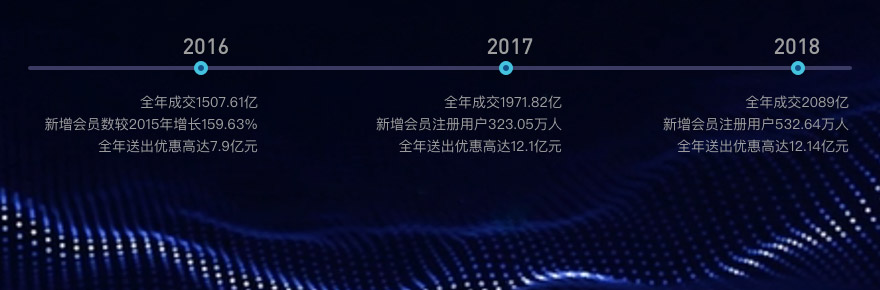 2016
全年成交1507.61亿
新增会员数较2015年增长159.63%
全年送出优惠高达7.9亿元
2017
全年成交1971.82亿
新增会员注册用户323.05万人
全年送出优惠高达12.1亿元
2018
全年成交2089亿
新增会员注册用户532.64万人
全年送出优惠高达12.14亿元